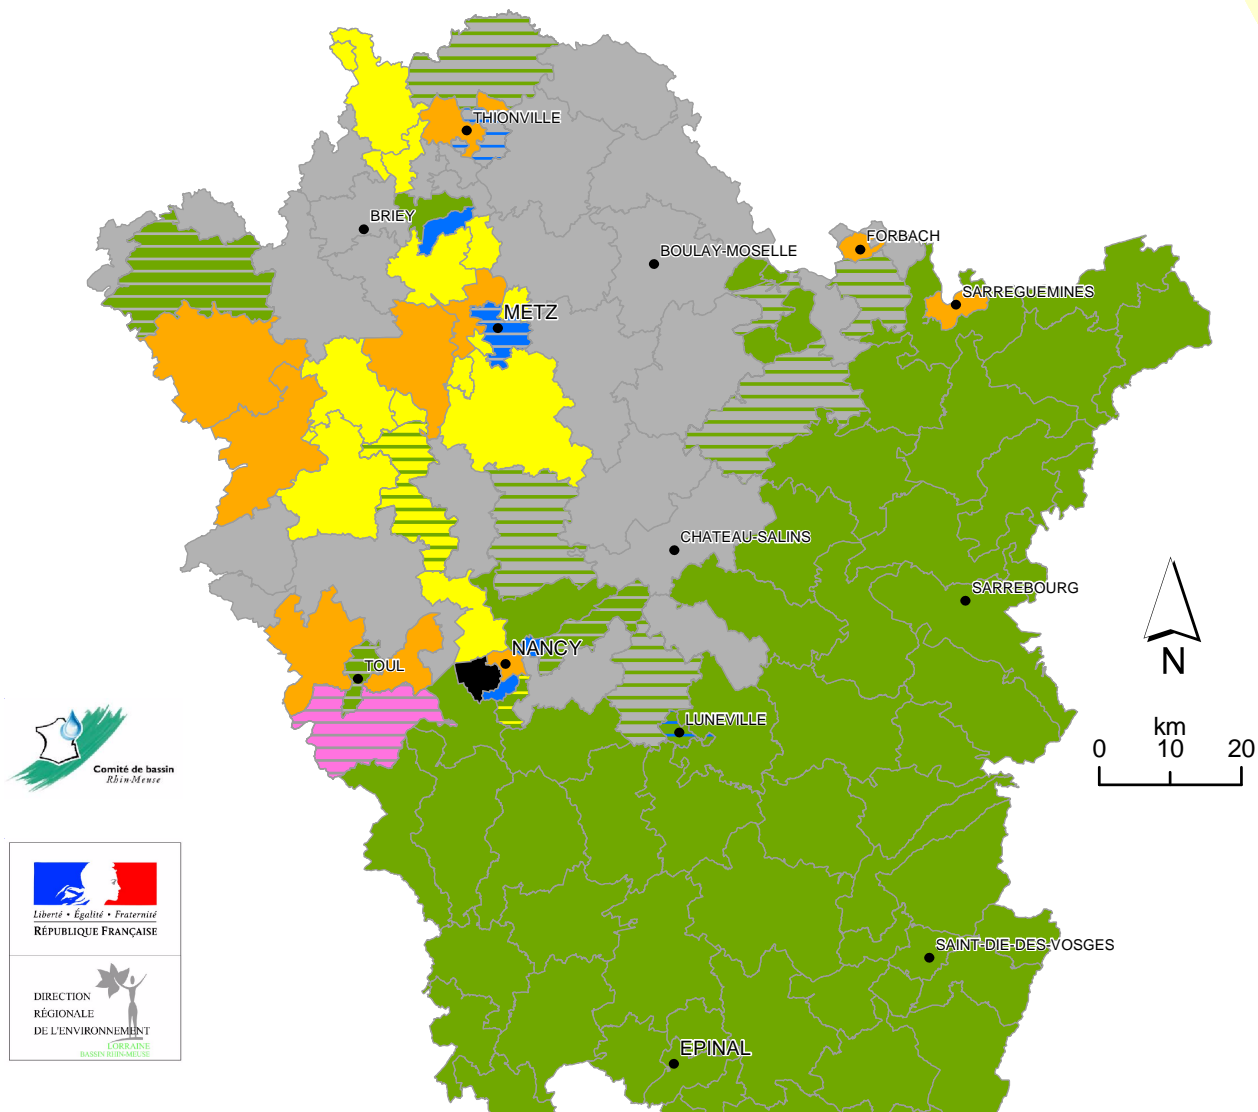 THIONVILLE
BRIEY
FORBACH
BOULAY-MOSELLE
SARREGUEMINES
METZ
CHATEAU-SALINS
SARREBOURG
NANCY
TOUL
N
LUNEVILLE
km
0 10 20
Comité de bassin
Rhin-Meuse
Liberté • Égalité • Fraternité
RÉPUBLIQUE FRANÇAISE
SAINT-DIE-DES-VOSGES
DIRECTION
RÉGIONALE
DE L'ENVIRONNEMENT
LORRAINE
BASSIN RHIN-MEUSE
EPINAL